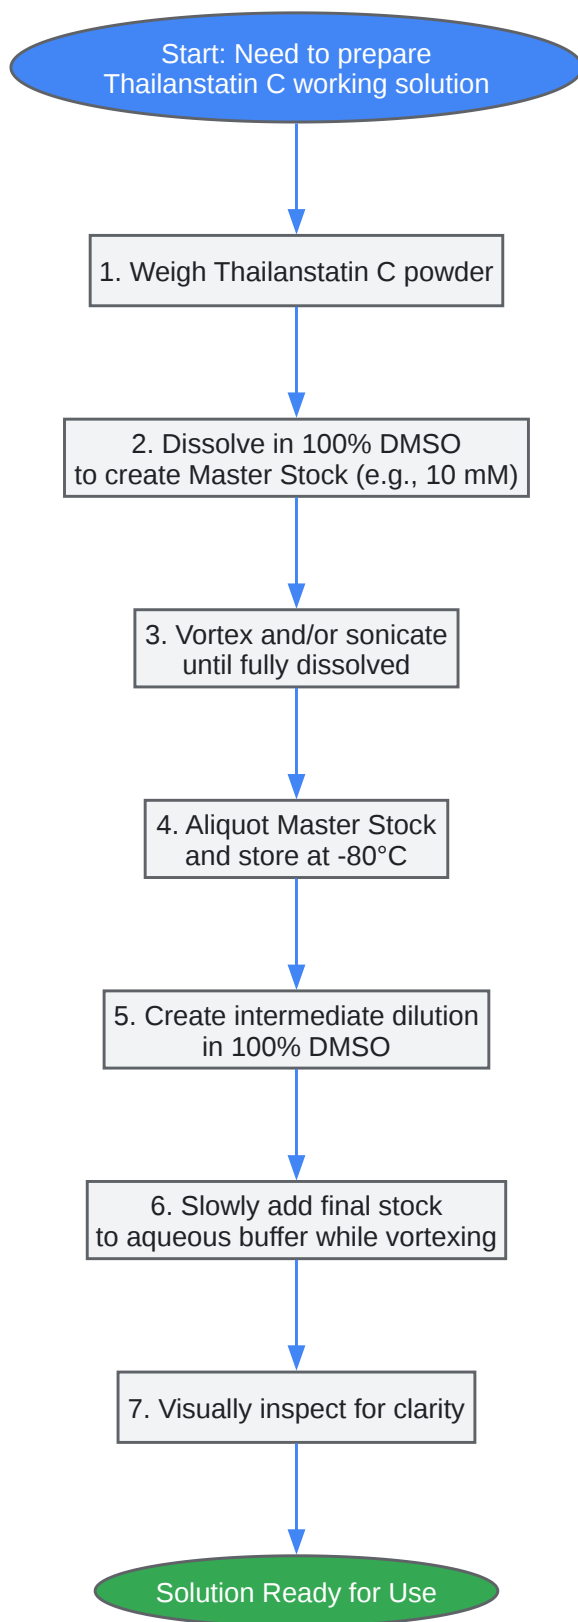 Start: Need to prepare
Thailanstatin C working solution
1. Weigh Thailanstatin C powder
2. Dissolve in 100% DMSO
to create Master Stock (e.g., 10 mM)
3. Vortex and/or sonicate
until fully dissolved
4. Aliquot Master Stock
and store at -80°C
5. Create intermediate dilution
in 100% DMSO
6. Slowly add final stock
to aqueous buffer while vortexing
7. Visually inspect for clarity
Solution Ready for Use